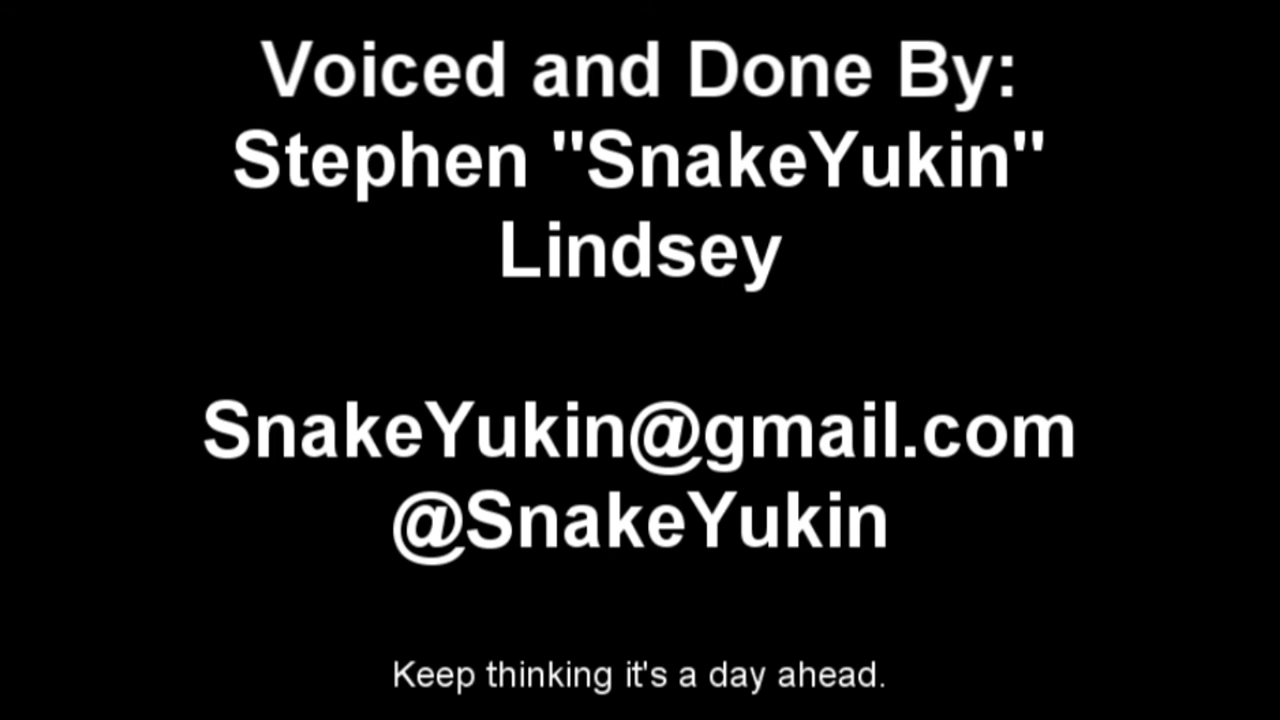 Voiced and Done By:
Stephen "SnakeYukin"
Lindsey
SnakeYukin@gmail.com
@SnakeYukin
Keep thinking it's a day ahead.